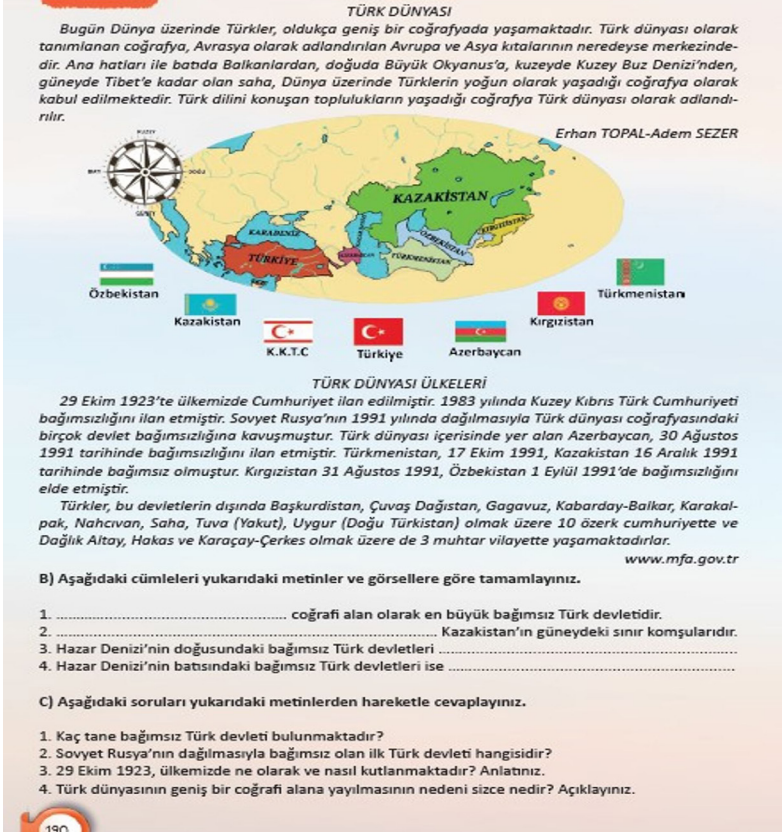 TÜRK DÜNYASI
Bugün Dünya üzerinde Türkler, oldukça geniş bir coğrafyada yaşamaktadır. Türk dünyası olarak
tanımlanan coğrafya, Avrasya olarak adlandırılan Avrupa ve Asya kıtalarının neredeyse merkezinde-
dir. Ana hatları ile batıda Balkanlardan, doğuda Büyük Okyanus’a, kuzeyde Kuzey Buz Denizi’nden,
güneyde Tibet’e kadar olan saha, Dünya üzerinde Türklerin yoğun olarak yaşadığı coğrafya olarak
kabul edilmektedir. Türk dilini konuşan toplulukların yaşadığı coğrafya Türk dünyası olarak adlandı-
rılır.
Erhan TOPAL-Adem SEZER
KUZEY
BATI
DOĞU
GÜNEY
KAZAKİSTAN
KARADENİZ
KIRGIZİSTAN
ÖZBEKİSTAN
TÜRKİYE
TÜRKMENİSTAN
Özbekistan
Türkmenistan
Kazakistan
Kırgızistan
K.K.T.C
Türkiye
Azerbaycan
TÜRK DÜNYASI ÜLKELERİ
29 Ekim 1923’te ülkemizde Cumhuriyet ilan edilmiştir. 1983 yılında Kuzey Kıbrıs Türk Cumhuriyeti
bağımsızlığını ilan etmiştir. Sovyet Rusya’nın 1991 yılında dağılmasıyla Türk dünyası coğrafyasındaki
birçok devlet bağımsızlığına kavuşmuştur. Türk dünyası içerisinde yer alan Azerbaycan, 30 Ağustos
1991 tarihinde bağımsızlığını ilan etmiştir. Türkmenistan, 17 Ekim 1991, Kazakistan 16 Aralık 1991
tarihinde bağımsız olmuştur. Kırgızistan 31 Ağustos 1991, Özbekistan 1 Eylül 1991’de bağımsızlığını
elde etmiştir.
Türkler, bu devletlerin dışında Başkurdistan, Çuvaş Dağıstan, Gagavuz, Kabarday-Balkar, Karakal-
pak, Nahcıvan, Saha, Tuva (Yakut), Uygur (Doğu Türkistan) olmak üzere 10 özerk cumhuriyette ve
Dağlık Altay, Hakas ve Karaçay-Çerkes olmak üzere de 3 muhtar vilayette yaşamaktadırlar.
www.mfa.gov.tr
B) Aşağıdaki cümleleri yukarıdaki metinler ve görsellere göre tamamlayınız.
1. ........................................................ coğrafi alan olarak en büyük bağımsız Türk devletidir.
2. ............................................................................................ Kazakistan’ın güneydeki sınır komşularıdır.
3. Hazar Denizi’nin doğusundaki bağımsız Türk devletleri ........................................................................
4. Hazar Denizi’nin batısındaki bağımsız Türk devletleri ise ......................................................................
C) Aşağıdaki soruları yukarıdaki metinlerden hareketle cevaplayınız.
1. Kaç tane bağımsız Türk devleti bulunmaktadır?
2. Sovyet Rusya’nın dağılmasıyla bağımsız olan ilk Türk devleti hangisidir?
3. 29 Ekim 1923, ülkemizde ne olarak ve nasıl kutlanmaktadır? Anlatınız.
4. Türk dünyasının geniş bir coğrafi alana yayılmasının nedeni sizce nedir? Açıklayınız.
190